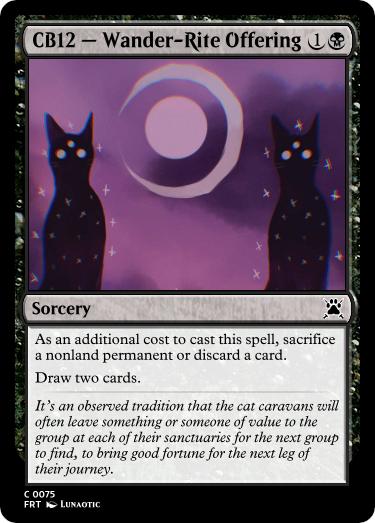 CB12 — Wander-Rite Offering 1
Sorcery
As an additional cost to cast this spell, sacrifice
a nonland permanent or discard a card.
Draw two cards.
It's an observed tradition that the cat caravans will
often leave something or someone of value to the
group at each of their sanctuaries for the next group
to find, to bring good fortune for the next leg of
their journey.
C 0075
FRT Lunaotic